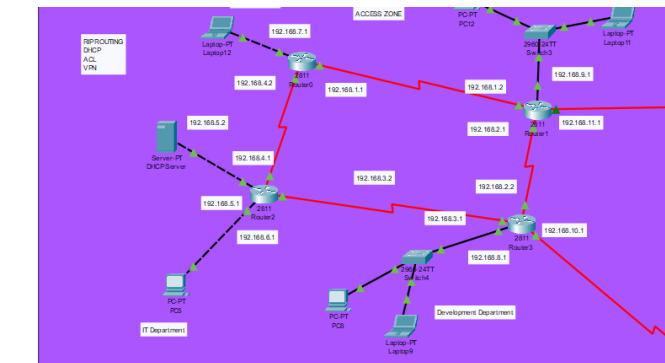 ACCESS ZONE
RIPROUTING
DHCP
ACL
VPN
Laptop-PT
Laptop12
192.168.7.1
PC-PT
PC12
2960-24TT
Switch3
Laptop-PT
Laptop11
192.168.4.2
2811
Router0
192.168.1.1
192.168.1.2
192.168.9.1
2811
Router1
192.168.11.1
192.168.2.1
192.168.5.2
Server-PT
DHCP Server
192.168.4.1
192.168.3.2
192.168.2.2
192.168.5.1
2811
Router2
192.168.3.1
2811
Router3
192.168.10.1
192.168.6.1
192.168.8.1
2960-24TT
Switch4
PC-PT
IT Department
PC-PT
Laptop-PT
Laptop9
Development Department